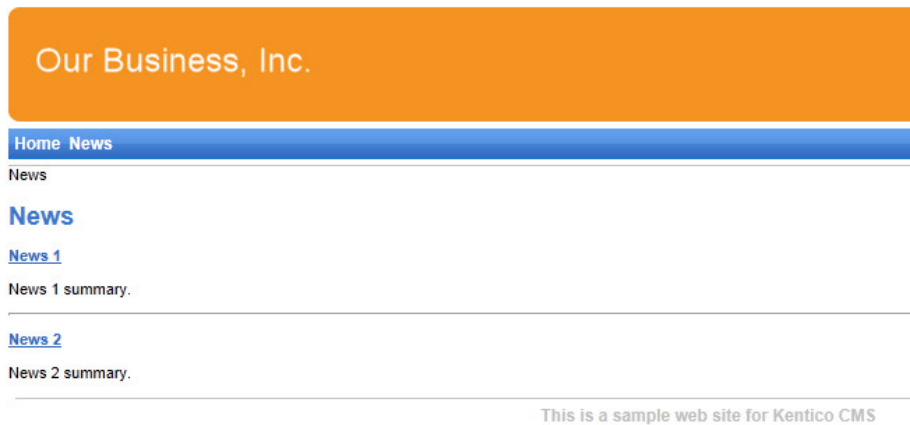 Our Business, Inc.
Home News
News
News
News 1
News 1 summary.
News 2
News 2 summary.
This is a sample web site for Kentico CMS